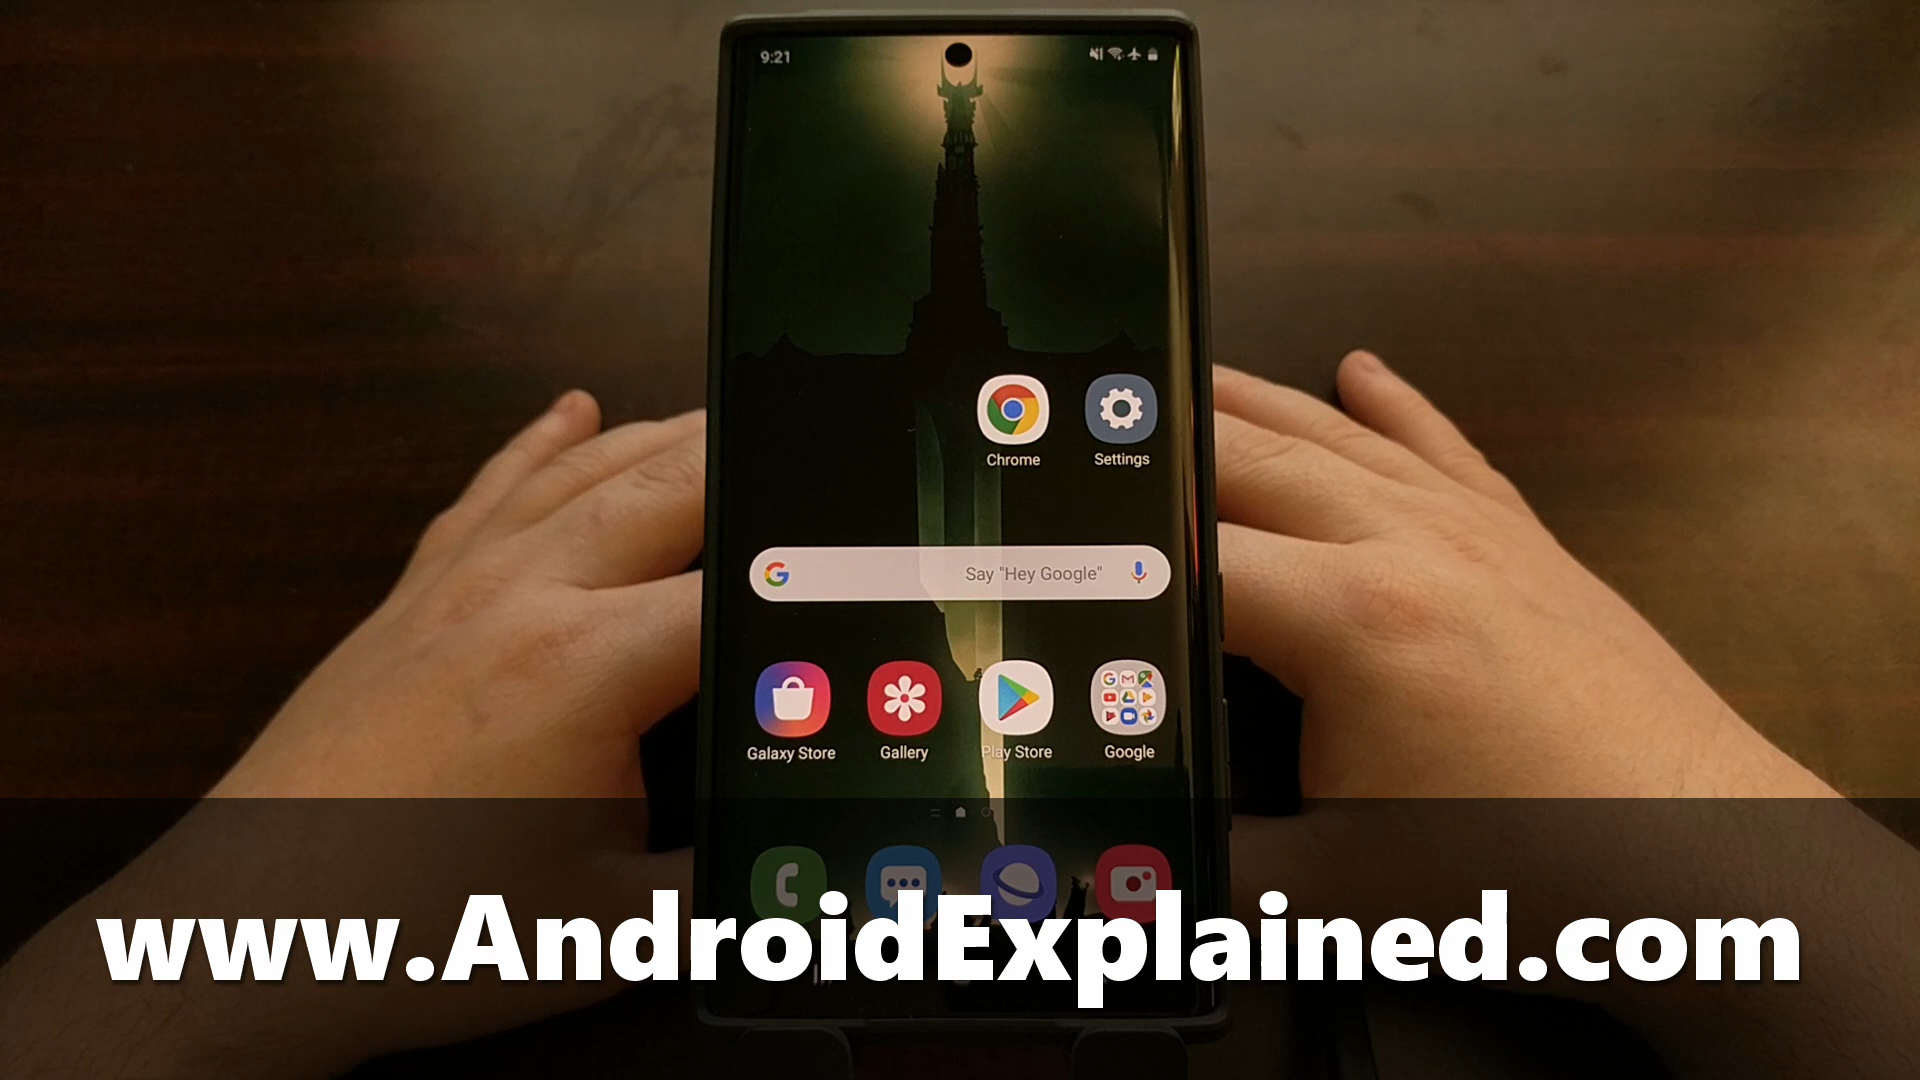 9:21
Chrome
Settings
Say "Hey Google"
Galaxy Store
Gallery
Play Store
Google
www.AndroidExplained.com